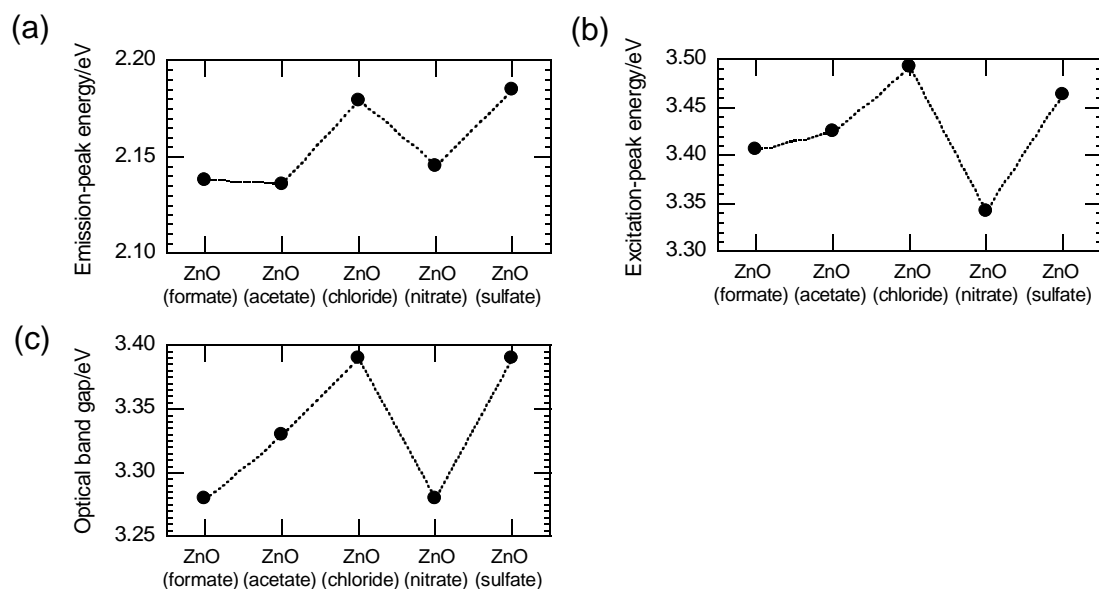 (a)
Emission-peak energy/eV
2.20
2.15
2.10
ZnO ZnO ZnO ZnO ZnO
(formate) (acetate) (chloride) (nitrate) (sulfate)
(b)
Excitation-peak energy/eV
3.50
3.45
3.40
3.35
3.30
ZnO ZnO ZnO ZnO ZnO
(formate) (acetate) (chloride) (nitrate) (sulfate)
(c)
Optical band gap/eV
3.40
3.35
3.30
3.25
ZnO ZnO ZnO ZnO ZnO
(formate) (acetate) (chloride) (nitrate) (sulfate)